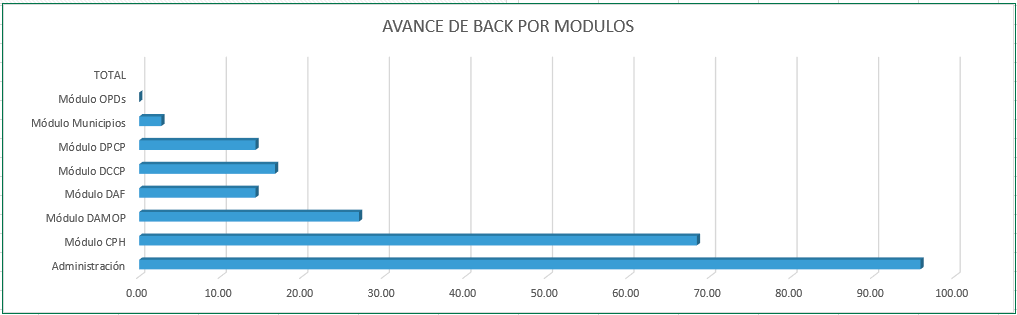 AVANCE DE BACK POR MODULOS
TOTAL
Módulo OPDs
Módulo Municipios
Módulo DPCP
Módulo DCCP
Módulo DAF
Módulo DAMOP
Módulo CPH
Administración
0.00 10.00 20.00 30.00 40.00 50.00 60.00 70.00 80.00 90.00 100.00